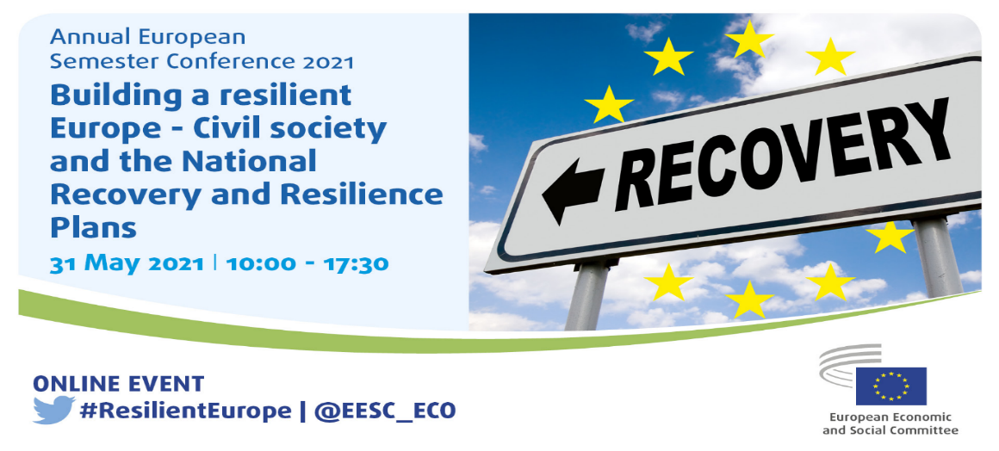 Annual European
Semester Conference 2021
Building a resilient
Europe - Civil society
and the National
Recovery and Resilience
Plans
31 May 2021 | 10:00 - 17:30
RECOVERY
ONLINE EVENT
#ResilientEurope | @EESC_ECO
European Economic
and Social Committee